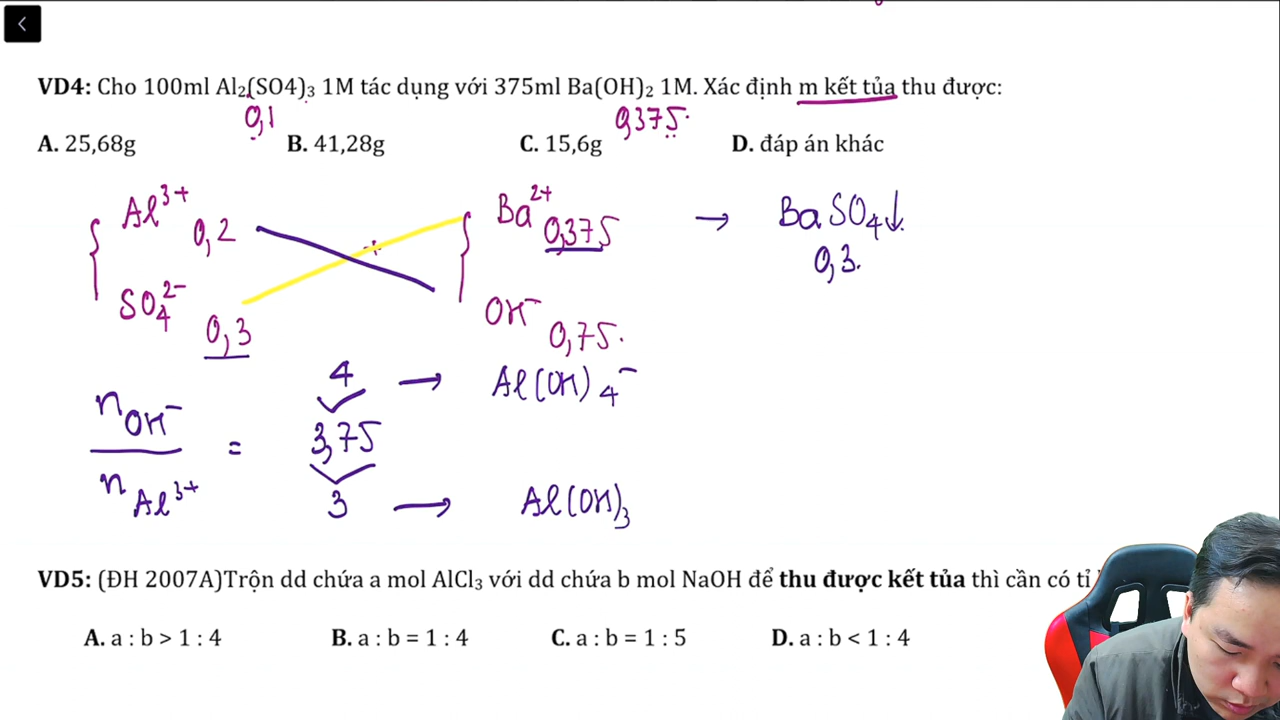 VD4: Cho 100ml Al₂(SO4)₃ 1M tác dụng với 375ml Ba(OH)₂ 1M. Xác định m kết tủa thu được:
0,1 0,375
A. 25,68g B. 41,28g C. 15,6g D. đáp án khác
Al³⁺ 0,2 + Ba²⁺ 0,375 → BaSO₄↓
0,3
SO₄²⁻ 0,3 OH⁻ 0,75
4 → Al(OH)₄⁻
nOH⁻ / nAl³⁺ = 3,75
3 → Al(OH)₃
VD5: (ĐH 2007A)Trộn dd chứa a mol AlCl₃ với dd chứa b mol NaOH để thu được kết tủa thì cần có tỉ
A. a : b > 1 : 4 B. a : b = 1 : 4 C. a : b = 1 : 5 D. a : b < 1 : 4